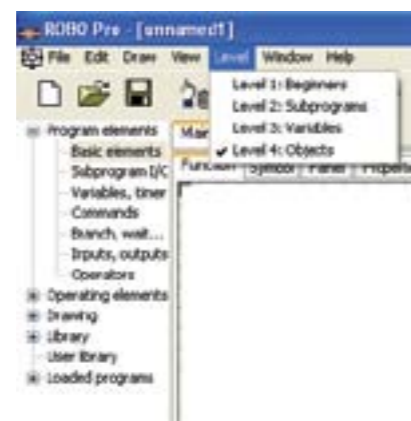 ROBO Pro - [unnamed1]
File Edit Draw View Level Window Help
Level 1: Beginners
Level 2: Subprograms
Level 3: Variables
✔ Level 4: Objects
Program elements
Basic elements
Subprogram I/O
Variables, timer
Commands
Branch, wait...
Inputs, outputs
Operators
Operating elements
Drawing
Library
User library
Loaded programs
Main
Function Symbol Panel